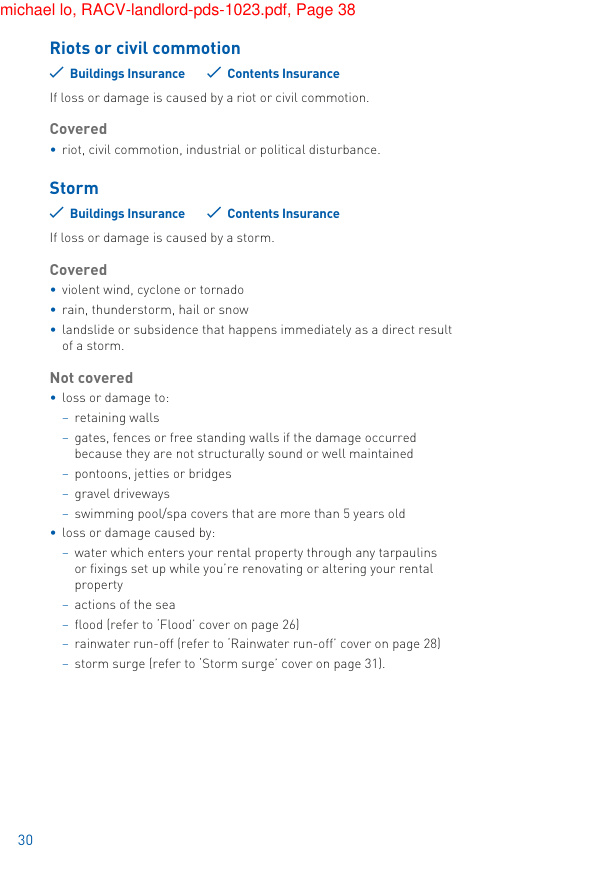 michael lo, RACV-landlord-pds-1023.pdf, Page 38
Riots or civil commotion
✓ Buildings Insurance ✓ Contents Insurance
If loss or damage is caused by a riot or civil commotion.
Covered
• riot, civil commotion, industrial or political disturbance.
Storm
✓ Buildings Insurance ✓ Contents Insurance
If loss or damage is caused by a storm.
Covered
• violent wind, cyclone or tornado
• rain, thunderstorm, hail or snow
• landslide or subsidence that happens immediately as a direct result
of a storm.
Not covered
• loss or damage to:
– retaining walls
– gates, fences or free standing walls if the damage occurred
because they are not structurally sound or well maintained
– pontoons, jetties or bridges
– gravel driveways
– swimming pool/spa covers that are more than 5 years old
• loss or damage caused by:
– water which enters your rental property through any tarpaulins
or fixings set up while you're renovating or altering your rental
property
– actions of the sea
– flood (refer to 'Flood' cover on page 26)
– rainwater run-off (refer to 'Rainwater run-off' cover on page 28)
– storm surge (refer to 'Storm surge' cover on page 31).
30